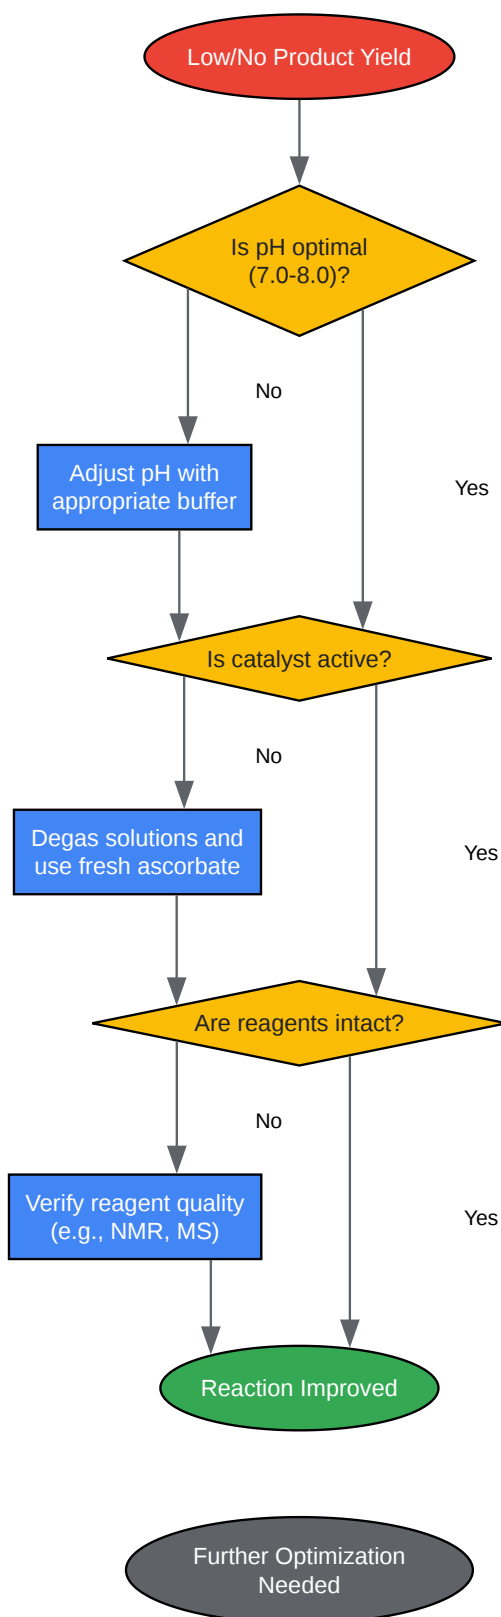 Low/No Product Yield
Is pH optimal
(7.0-8.0)?
No
Adjust pH with
appropriate buffer
Yes
Is catalyst active?
No
Degas solutions and
use fresh ascorbate
Yes
Are reagents intact?
No
Verify reagent quality
(e.g., NMR, MS)
Yes
Reaction Improved
Further Optimization
Needed